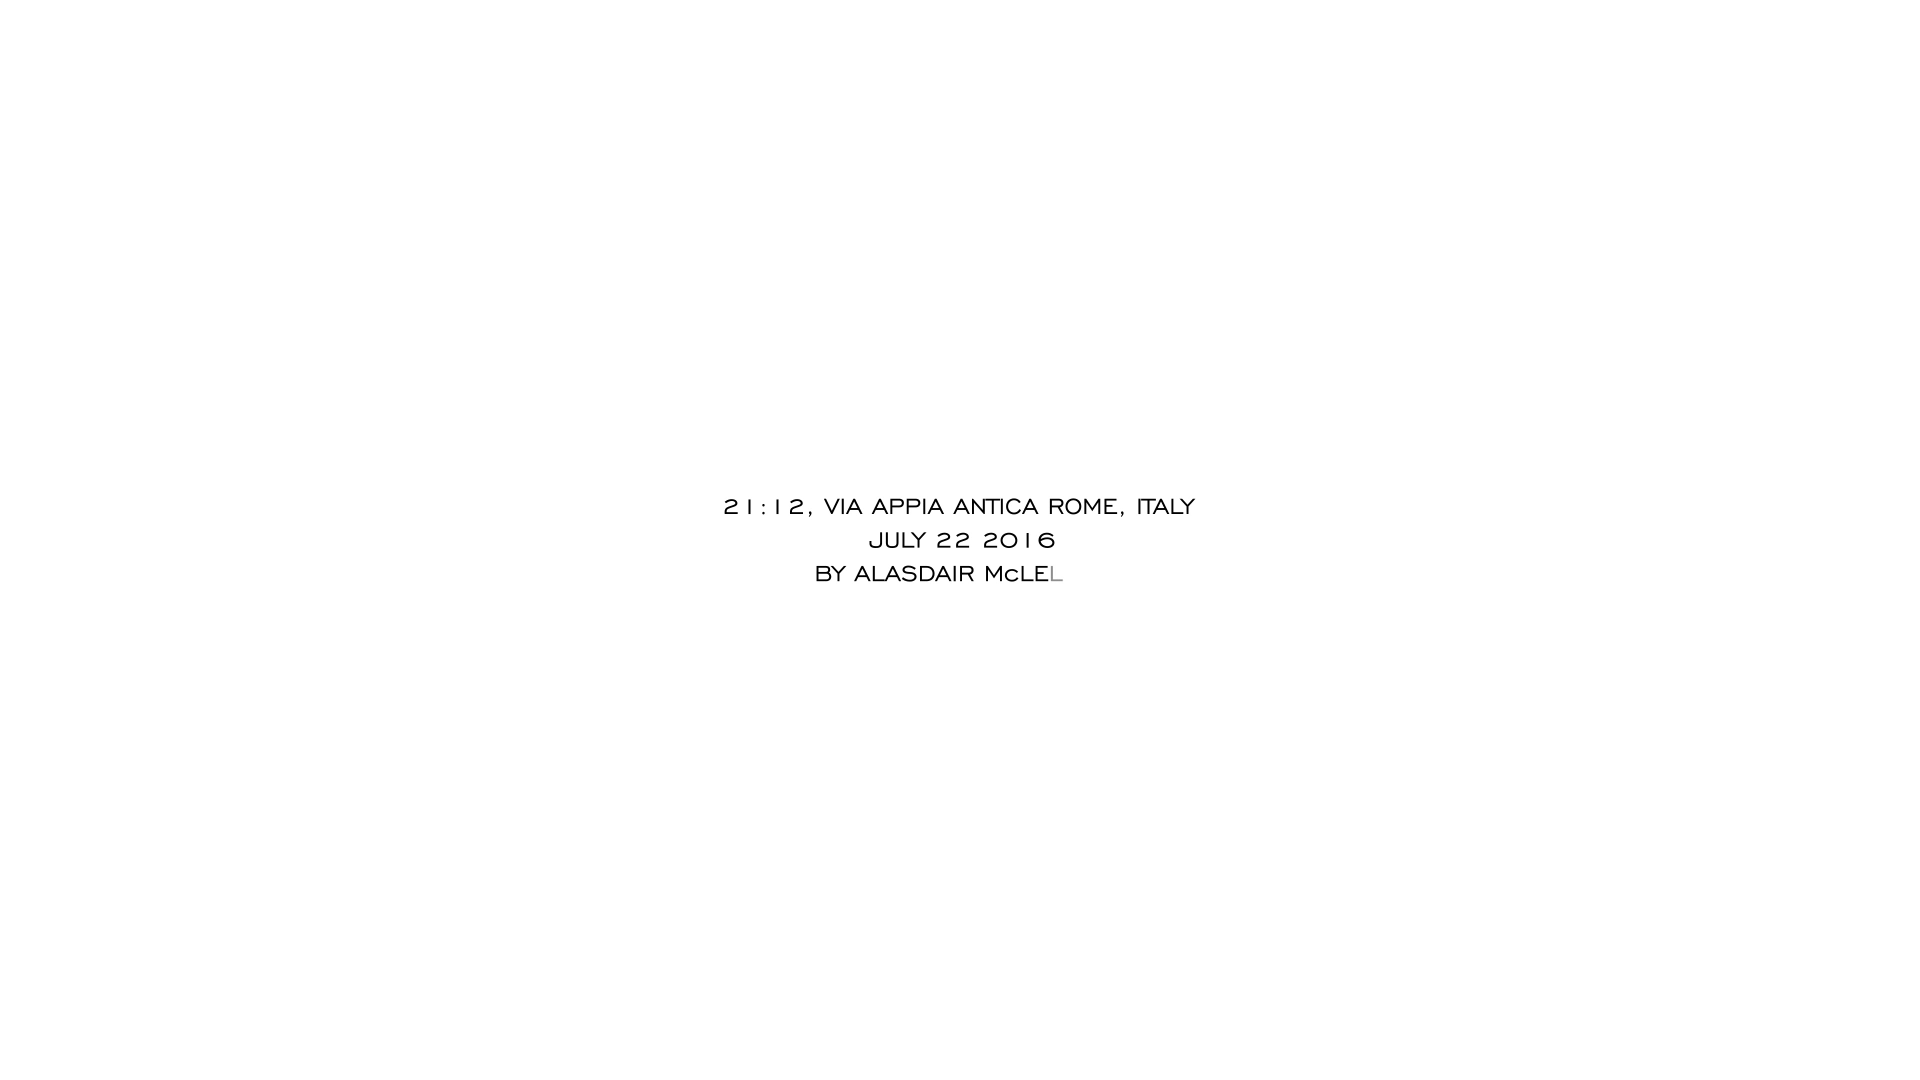 21:12, VIA APPIA ANTICA ROME, ITALY
JULY 22 2016
BY ALASDAIR McLEL